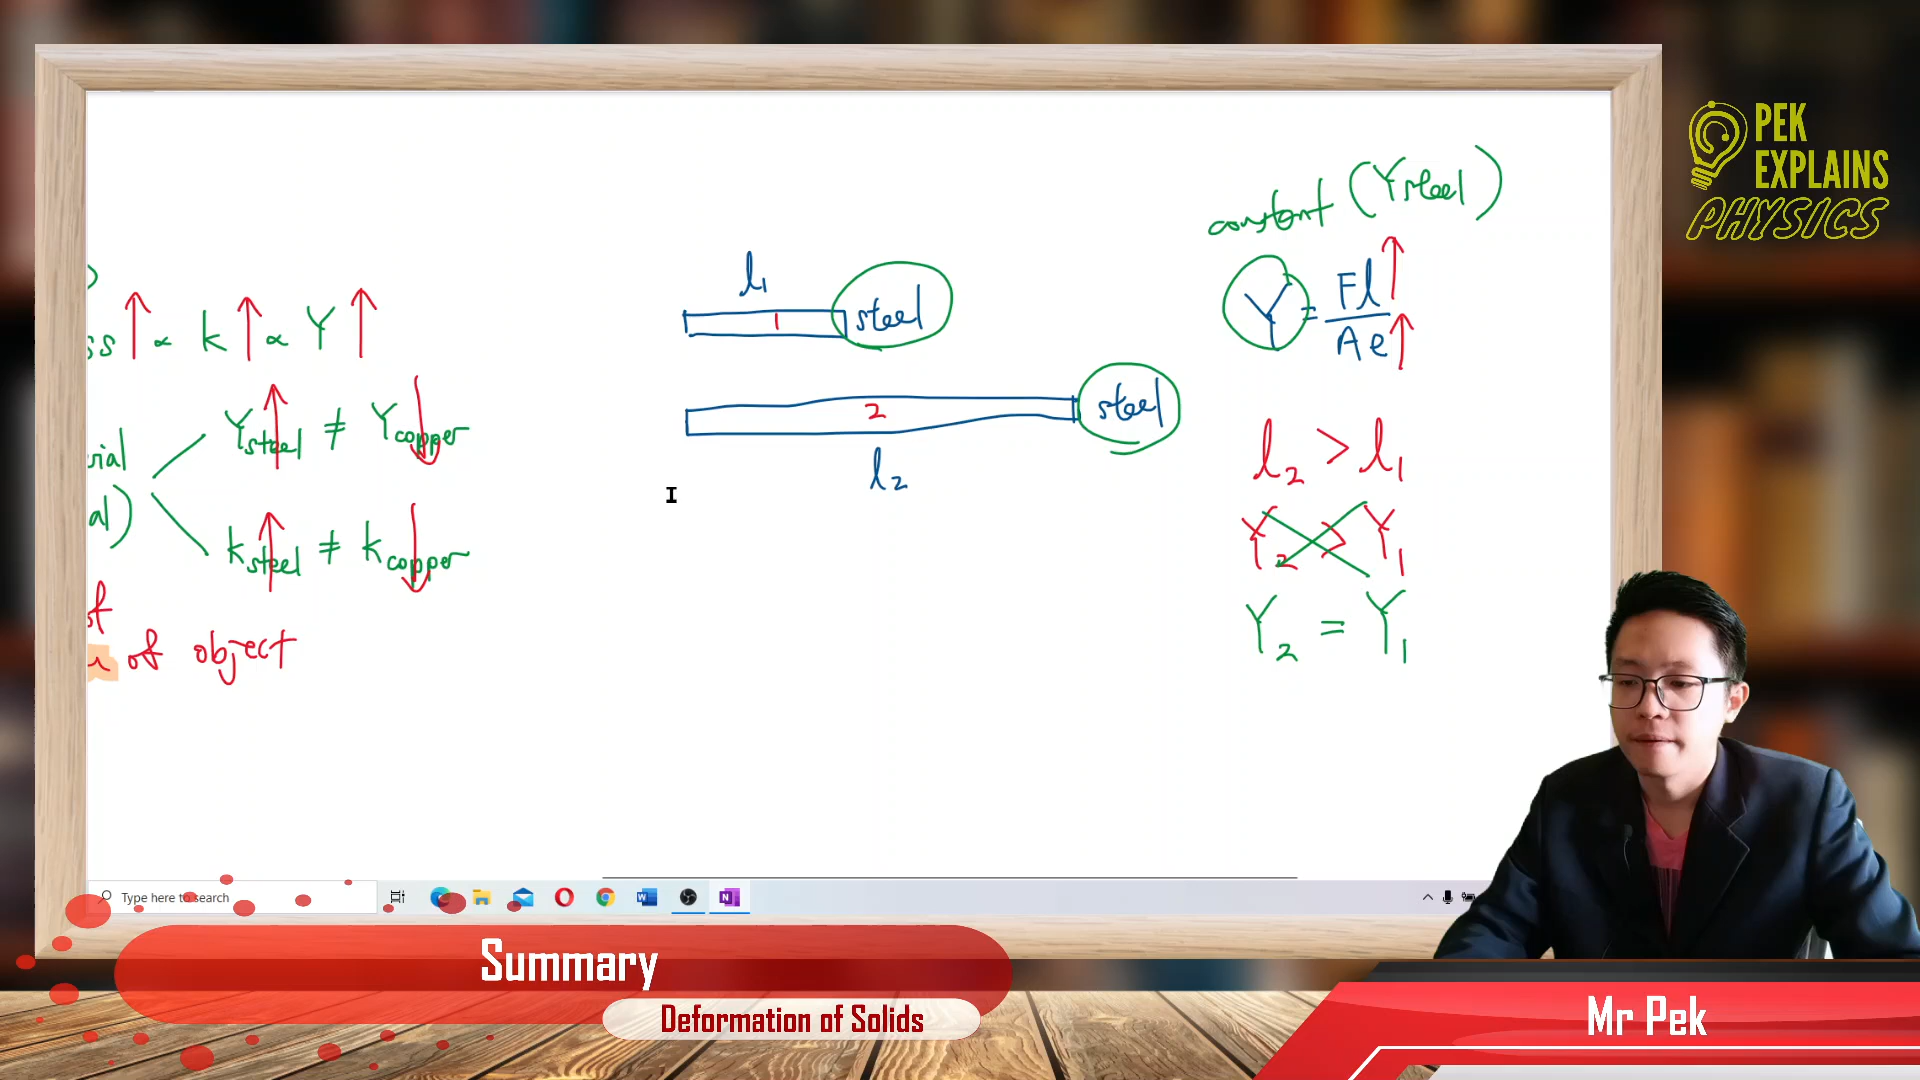 PEK
EXPLAINS
PHYSICS
ss ∝ k ∝ Y
Ysteel ≠ Ycopper
rial
al)
ksteel ≠ kcopper
of
of object
l₁
1 steel
2 steel
l₂
constant (Ysteel)
Y = Fl
Ae
l₂ > l₁
Y₂ > Y₁
Y₂ = Y₁
Type here to search
Summary
Deformation of Solids
Mr Pek